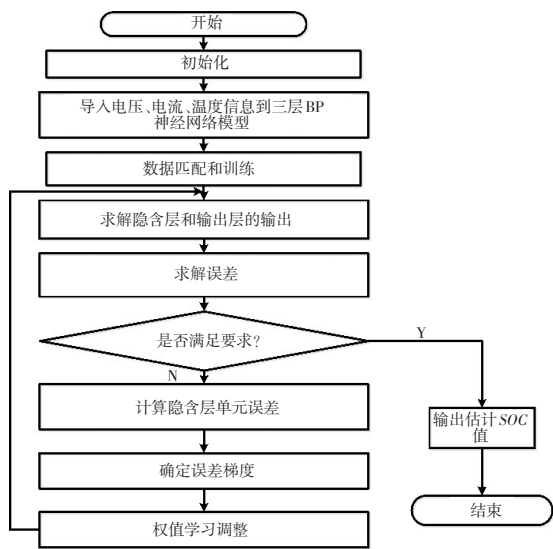 开始
初始化
导入电压、电流、温度信息到三层BP
神经网络模型
数据匹配和训练
求解隐含层和输出层的输出
求解误差
是否满足要求?
Y
N
计算隐含层单元误差
输出估计SOC
值
确定误差梯度
结束
权值学习调整